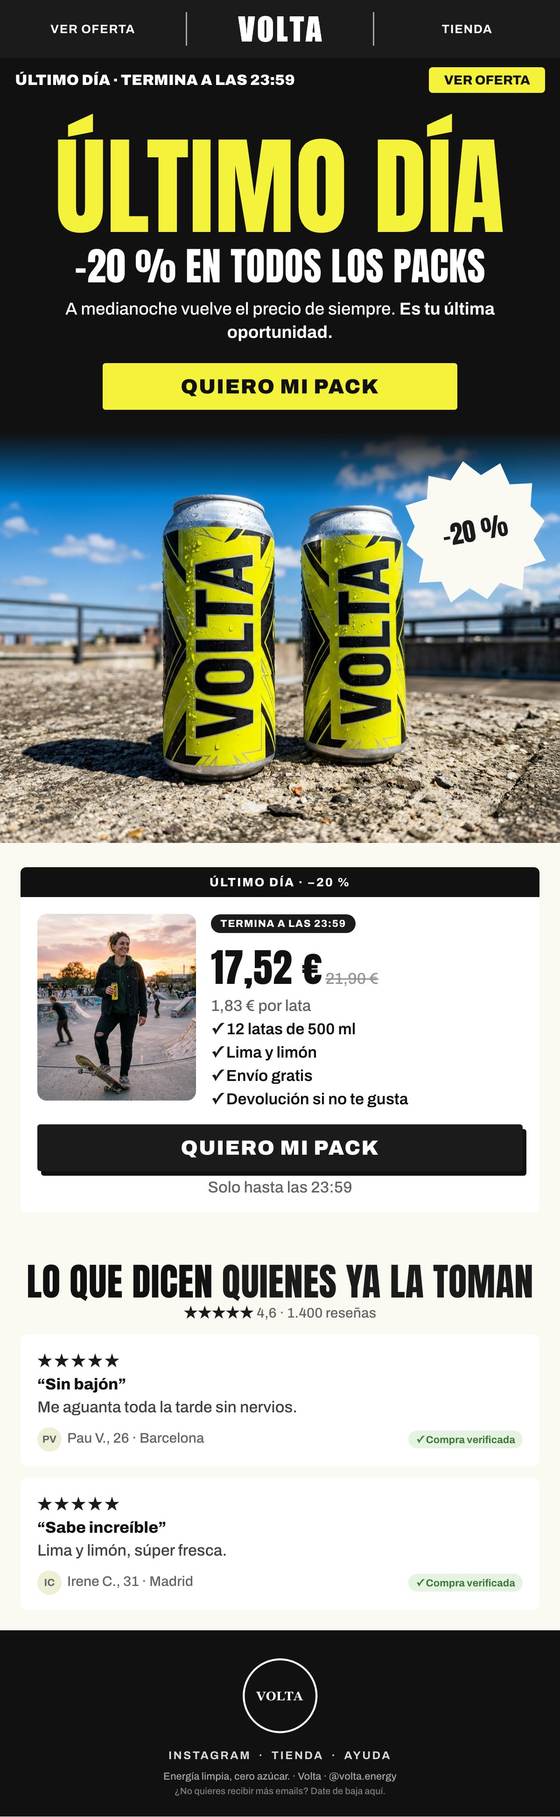 VER OFERTA
VOLTA
TIENDA
ÚLTIMO DÍA · TERMINA A LAS 23:59
VER OFERTA
ÚLTIMO DÍA
-20 % EN TODOS LOS PACKS
A medianoche vuelve el precio de siempre. Es tu última
oportunidad.
QUIERO MI PACK
-20 %
VOLTA
VOLTA
ÚLTIMO DÍA · −20 %
TERMINA A LAS 23:59
17,52 € 21,90 €
1,83 € por lata
✓12 latas de 500 ml
✓Lima y limón
✓Envío gratis
✓Devolución si no te gusta
QUIERO MI PACK
Solo hasta las 23:59
LO QUE DICEN QUIENES YA LA TOMAN
★★★★★ 4,6 · 1.400 reseñas
★★★★★
“Sin bajón”
Me aguanta toda la tarde sin nervios.
PV Pau V., 26 · Barcelona
✓Compra verificada
★★★★★
“Sabe increíble”
Lima y limón, súper fresca.
IC Irene C., 31 · Madrid
✓Compra verificada
VOLTA
INSTAGRAM · TIENDA · AYUDA
Energía limpia, cero azúcar. · Volta · @volta.energy
¿No quieres recibir más emails? Date de baja aquí.